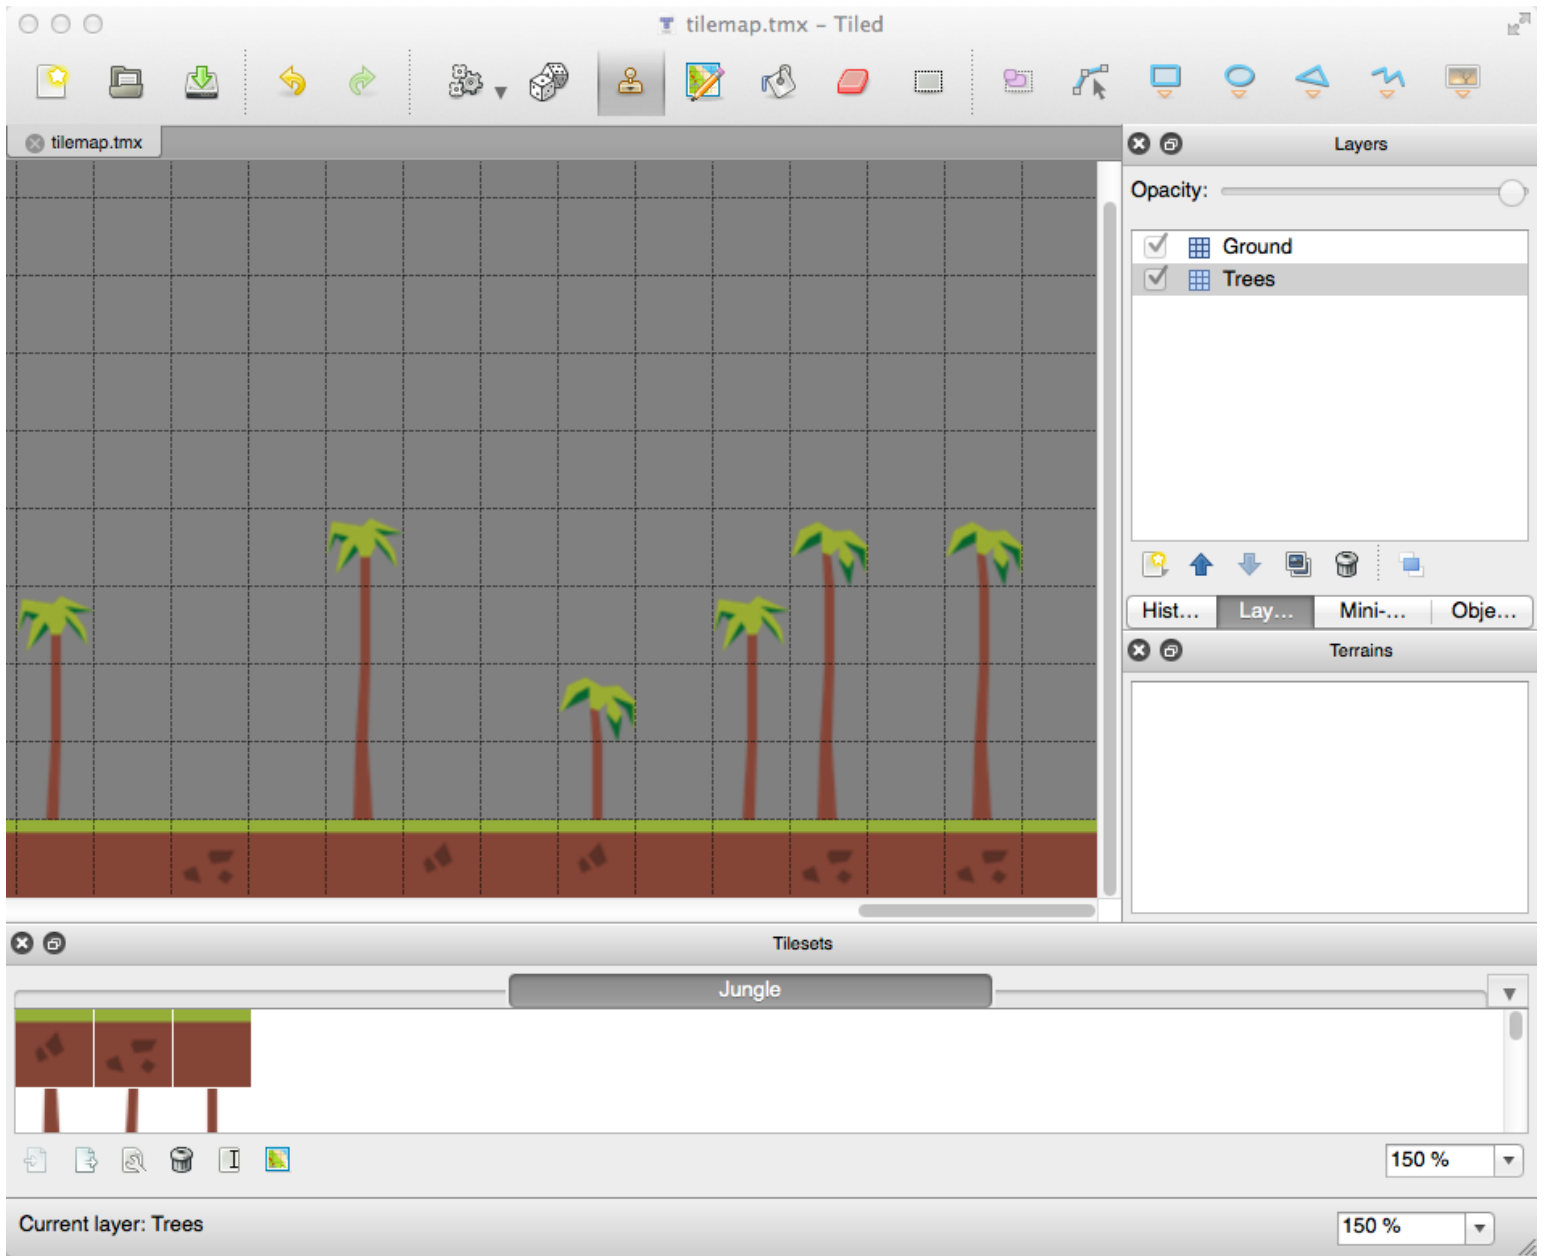 tilemap.tmx – Tiled
tilemap.tmx
Layers
Opacity:
Ground
Trees
Hist...
Lay...
Mini-...
Obje...
Terrains
Tilesets
Jungle
150 %
Current layer: Trees
150 %